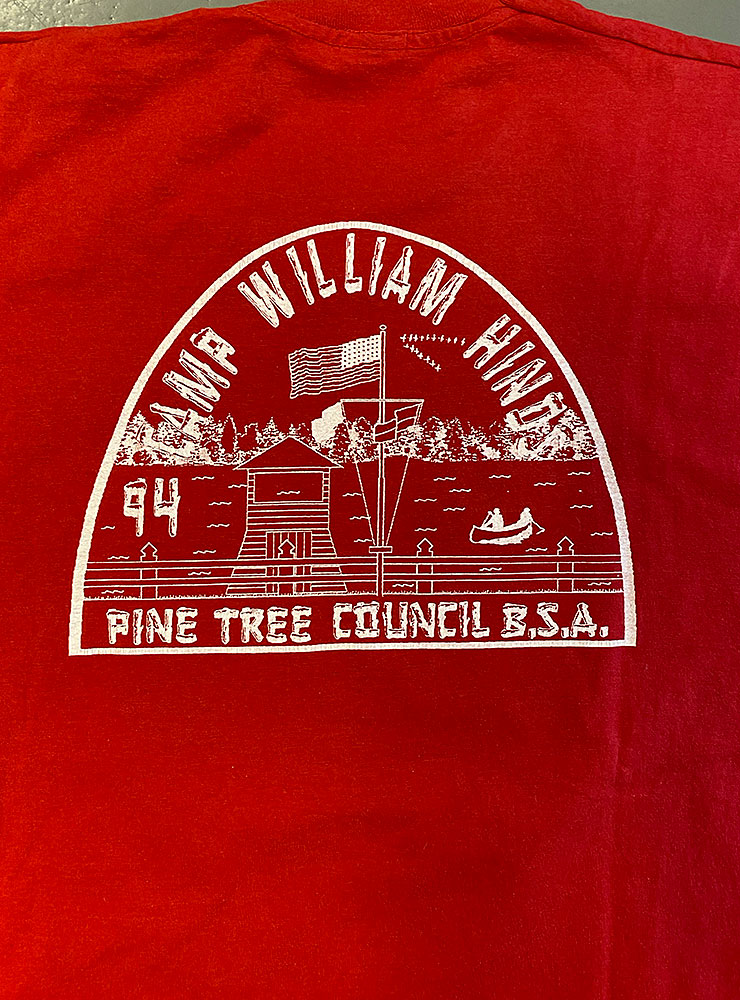 CAMP WILLIAM HINDS
94
PINE TREE COUNCIL B.S.A.